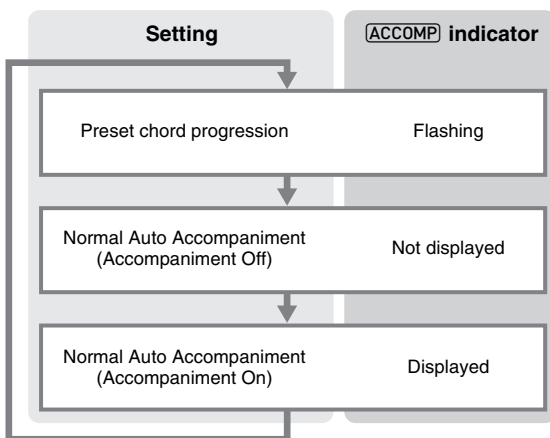 Setting
ACCOMP indicator
Preset chord progression
Flashing
Normal Auto Accompaniment
(Accompaniment Off)
Not displayed
Normal Auto Accompaniment
(Accompaniment On)
Displayed